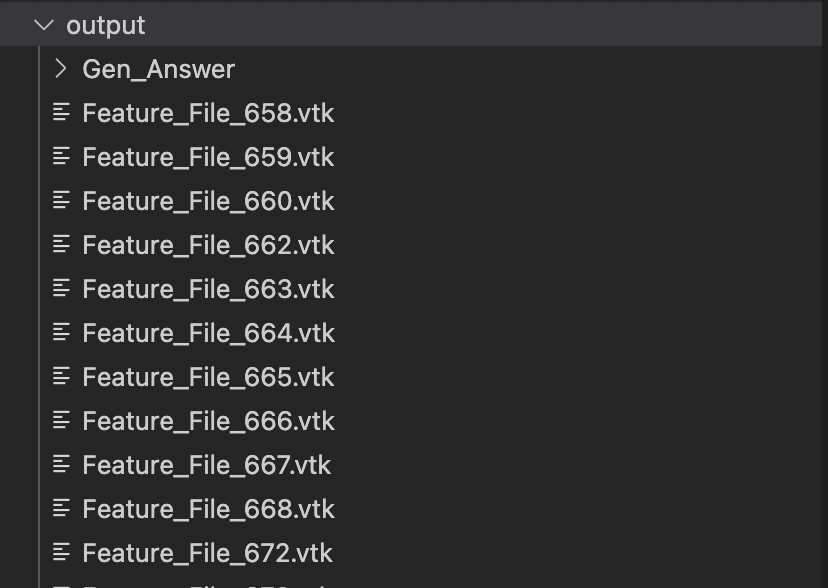 output
Gen_Answer
Feature_File_658.vtk
Feature_File_659.vtk
Feature_File_660.vtk
Feature_File_662.vtk
Feature_File_663.vtk
Feature_File_664.vtk
Feature_File_665.vtk
Feature_File_666.vtk
Feature_File_667.vtk
Feature_File_668.vtk
Feature_File_672.vtk